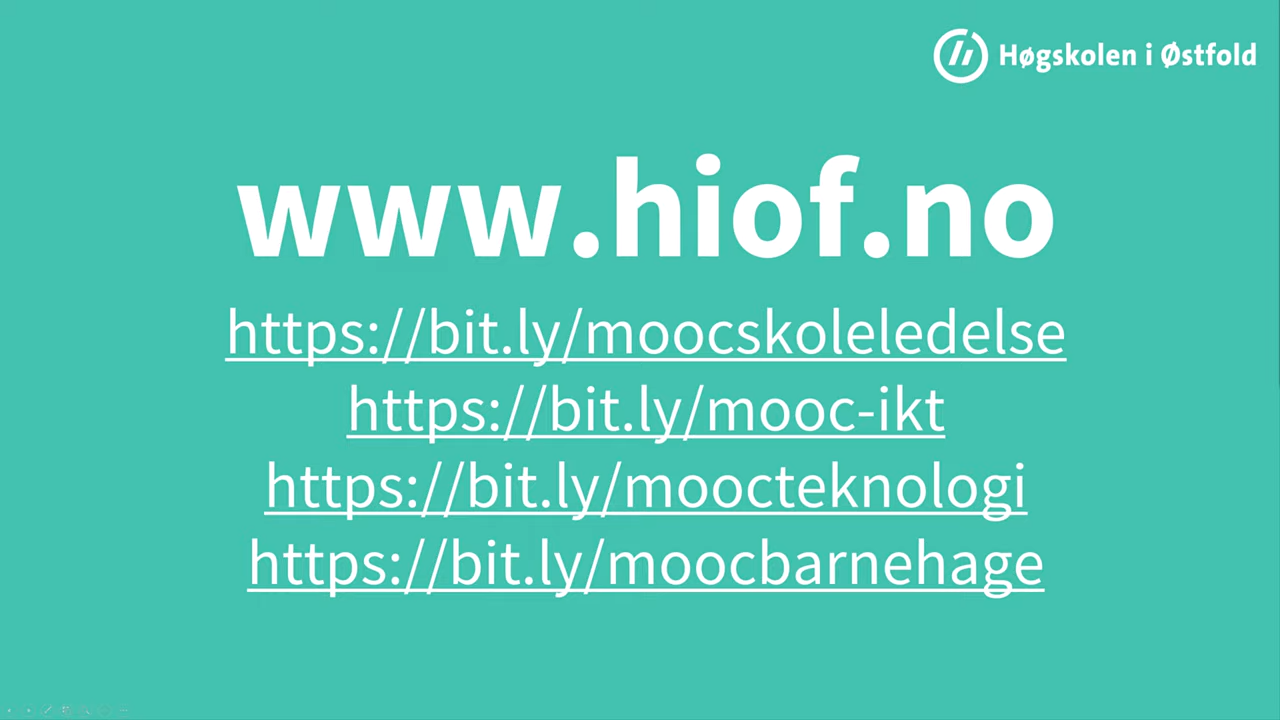 Høgskolen i Østfold
www.hiof.no
https://bit.ly/moocskoleledelse
https://bit.ly/mooc-ikt
https://bit.ly/moocteknologi
https://bit.ly/moocbarnehage